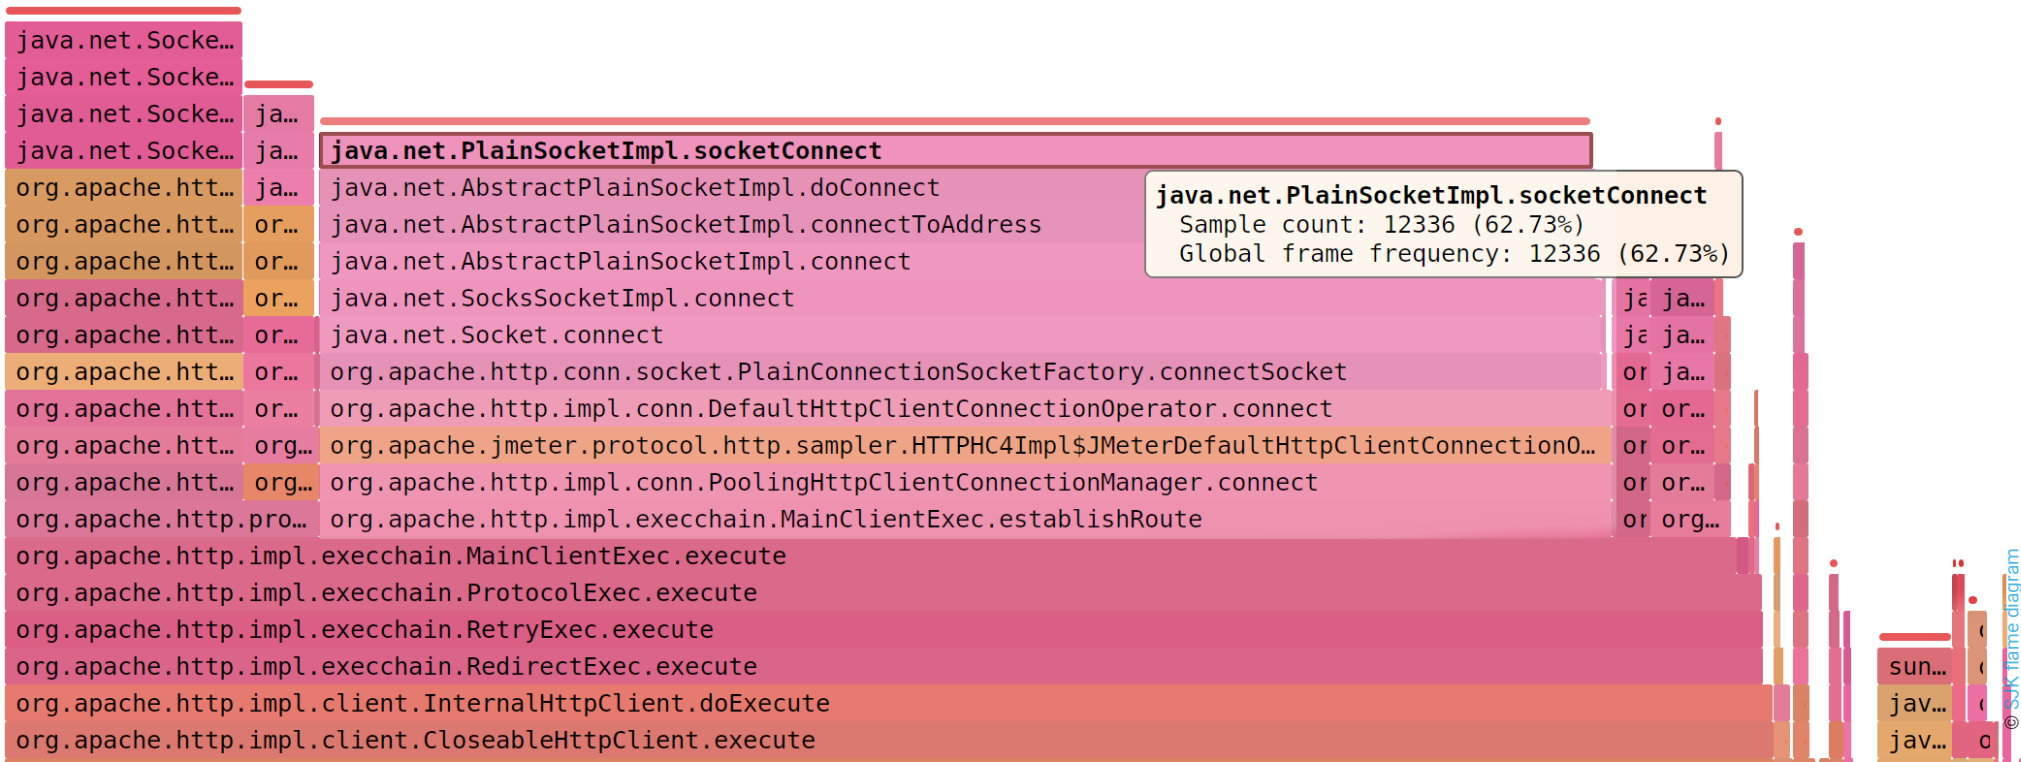 java.net.Socke…
java.net.Socke…
java.net.Socke… ja…
java.net.Socke… ja… java.net.PlainSocketImpl.socketConnect
org.apache.htt… ja… java.net.AbstractPlainSocketImpl.doConnect
java.net.PlainSocketImpl.socketConnect
org.apache.htt… or… java.net.AbstractPlainSocketImpl.connectToAddress
Sample count: 12336 (62.73%)
Global frame frequency: 12336 (62.73%)
org.apache.htt… or… java.net.AbstractPlainSocketImpl.connect
org.apache.htt… or… java.net.SocksSocketImpl.connect ja ja…
org.apache.htt… or… java.net.Socket.connect ja ja…
org.apache.htt… or… org.apache.http.conn.socket.PlainConnectionSocketFactory.connectSocket or ja…
org.apache.htt… or… org.apache.http.impl.conn.DefaultHttpClientConnectionOperator.connect or or…
org.apache.htt… org… org.apache.jmeter.protocol.http.sampler.HTTPHC4Impl$JMeterDefaultHttpClientConnectionO… or or…
org.apache.htt… org… org.apache.http.impl.conn.PoolingHttpClientConnectionManager.connect or or…
org.apache.http.pro… org.apache.http.impl.execchain.MainClientExec.establishRoute or org…
org.apache.http.impl.execchain.MainClientExec.execute
org.apache.http.impl.execchain.ProtocolExec.execute
org.apache.http.impl.execchain.RetryExec.execute
org.apache.http.impl.execchain.RedirectExec.execute sun…
org.apache.http.impl.client.InternalHttpClient.doExecute jav…
org.apache.http.impl.client.CloseableHttpClient.execute jav… o
© SJK flame diagram